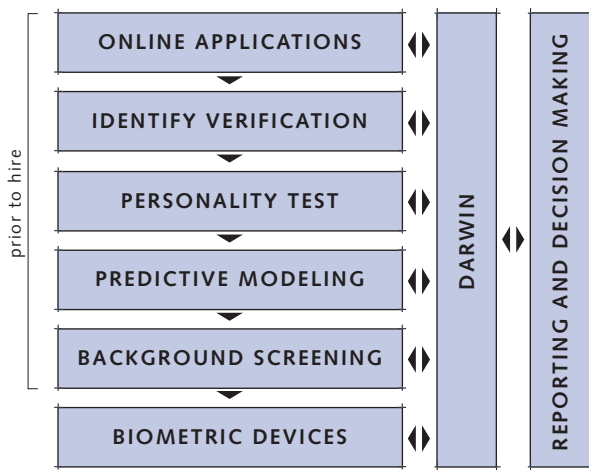 prior to hire
ONLINE APPLICATIONS
IDENTIFY VERIFICATION
PERSONALITY TEST
PREDICTIVE MODELING
BACKGROUND SCREENING
BIOMETRIC DEVICES
DARWIN
REPORTING AND DECISION MAKING